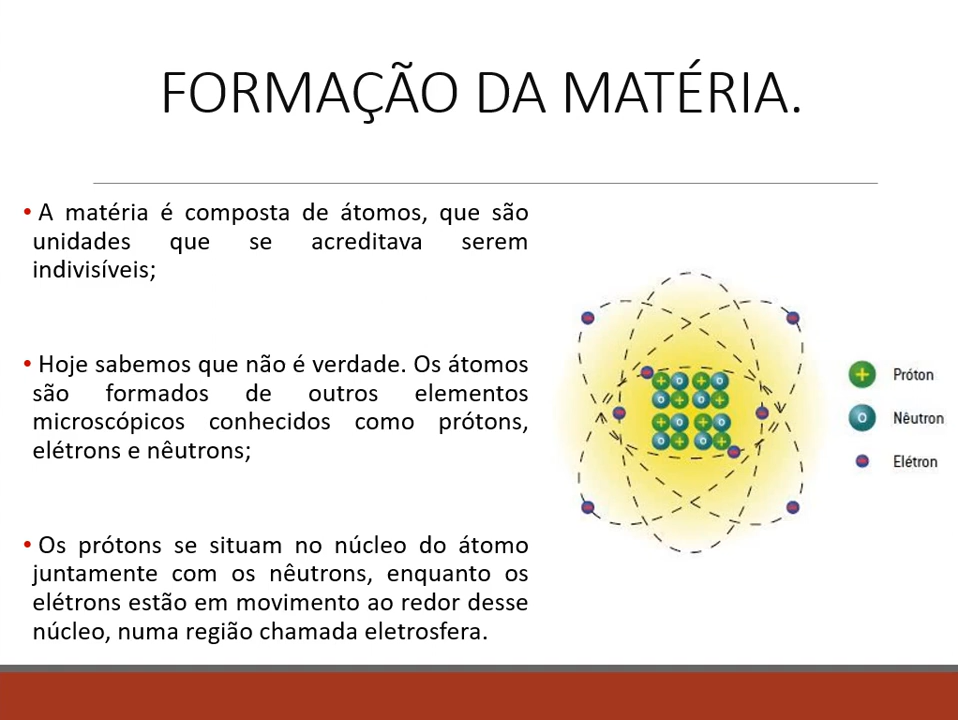 FORMAÇÃO DA MATÉRIA.
• A matéria é composta de átomos, que são
unidades que se acreditava serem
indivisíveis;
• Hoje sabemos que não é verdade. Os átomos
são formados de outros elementos
microscópicos conhecidos como prótons,
elétrons e nêutrons;
• Os prótons se situam no núcleo do átomo
juntamente com os nêutrons, enquanto os
elétrons estão em movimento ao redor desse
núcleo, numa região chamada eletrosfera.
Próton
Nêutron
Elétron